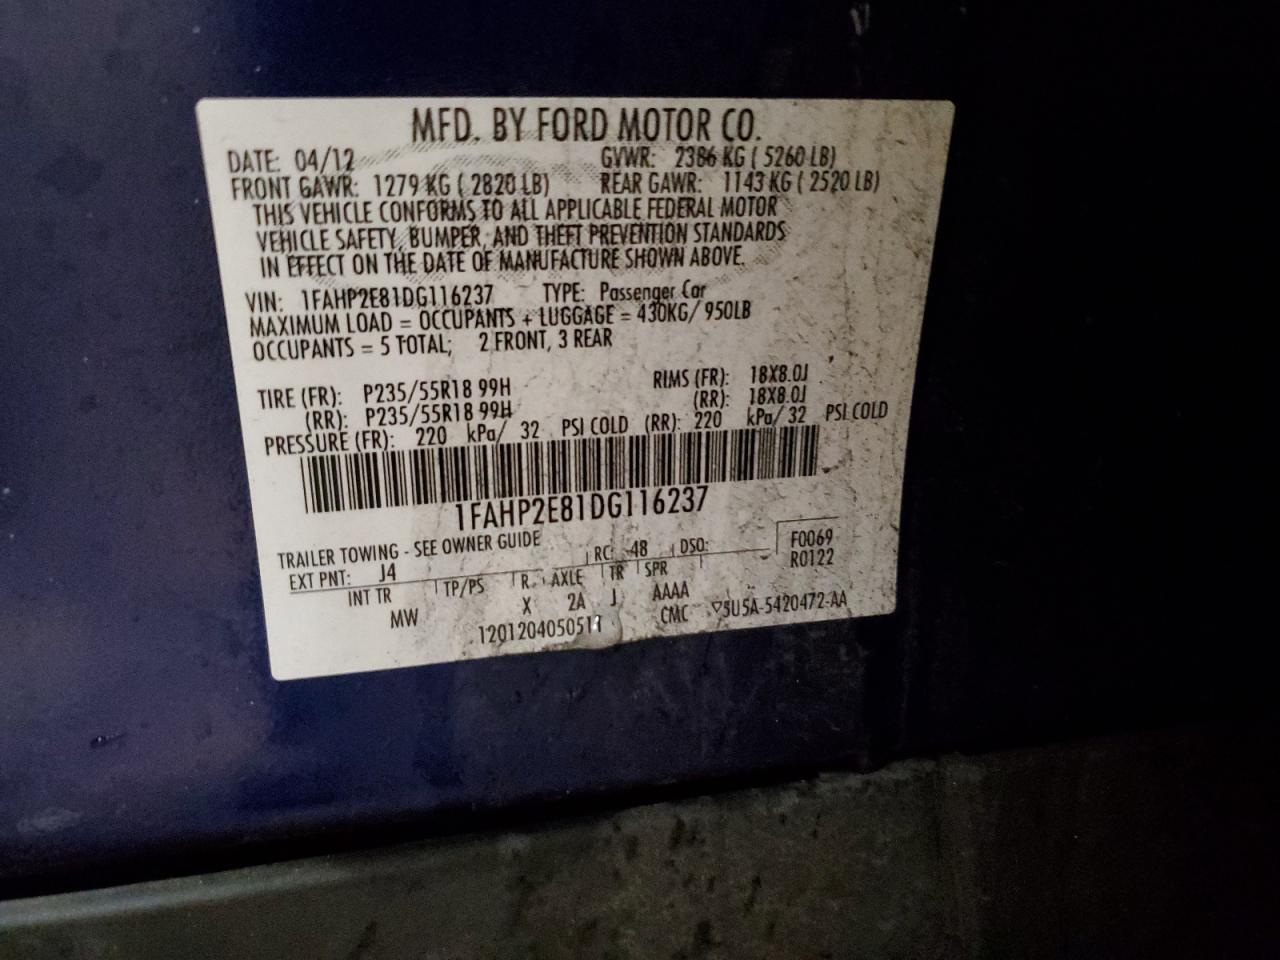 MFD. BY FORD MOTOR CO.
DATE: 04/12 GVWR: 2386 KG ( 5260 LB)
FRONT GAWR: 1279 KG ( 2820 LB) REAR GAWR: 1143 KG ( 2520 LB)
THIS VEHICLE CONFORMS TO ALL APPLICABLE FEDERAL MOTOR
VEHICLE SAFETY, BUMPER, AND THEFT PREVENTION STANDARDS
IN EFFECT ON THE DATE OF MANUFACTURE SHOWN ABOVE.
VIN: 1FAHP2E81DG116237 TYPE: Passenger Car
MAXIMUM LOAD = OCCUPANTS + LUGGAGE = 430KG/ 950LB
OCCUPANTS = 5 TOTAL; 2 FRONT, 3 REAR
TIRE (FR): P235/55R18 99H RIMS (FR): 18X8.0J
(RR): P235/55R18 99H (RR): 18X8.0J
PRESSURE (FR): 220 kPa/ 32 PSI COLD (RR): 220 kPa/ 32 PSI COLD
1FAHP2E81DG116237
TRAILER TOWING - SEE OWNER GUIDE
EXT PNT: J4 RC: 48 DSO: F0069
R0122
INT TR TP/PS R. AXLE TR SPR
MW X 2A J AAAA
1201204050511 CMC ▽5U5A-5420472-AA